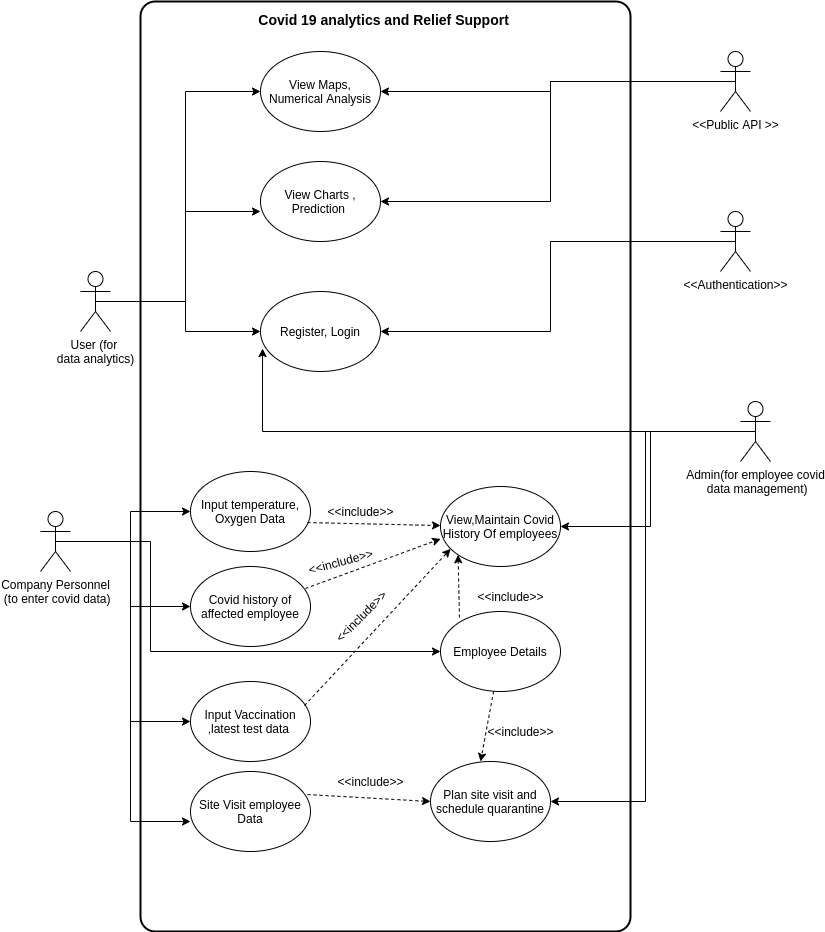 Covid 19 analytics and Relief Support
View Maps,
Numerical Analysis
<<Public API >>
View Charts ,
Prediction
<<Authentication>>
Register, Login
User (for
data analytics)
Admin(for employee covid
data management)
Input temperature,
Oxygen Data
<<include>>
View,Maintain Covid
History Of employees
Company Personnel
(to enter covid data)
<<include>>
Covid history of
affected employee
<<include>>
<<include>>
Employee Details
Input Vaccination
,latest test data
<<include>>
<<include>>
Site Visit employee
Data
Plan site visit and
schedule quarantine